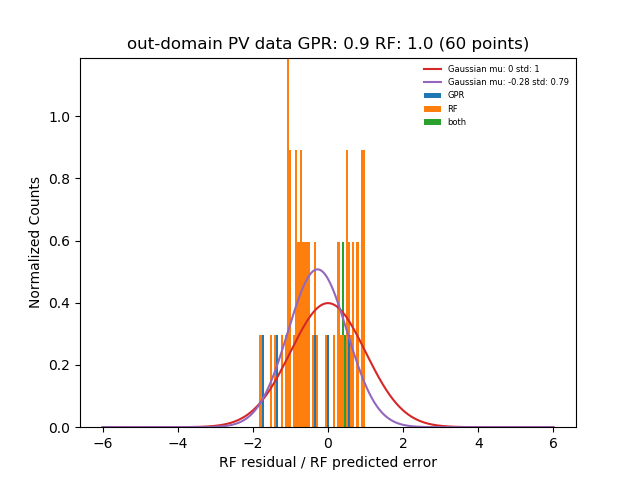 out-domain PV data GPR: 0.9 RF: 1.0 (60 points)
Gaussian mu: 0 std: 1
Gaussian mu: -0.28 std: 0.79
GPR
RF
both
1.0
0.8
0.6
0.4
0.2
0.0
Normalized Counts
−6 −4 −2 0 2 4 6
RF residual / RF predicted error